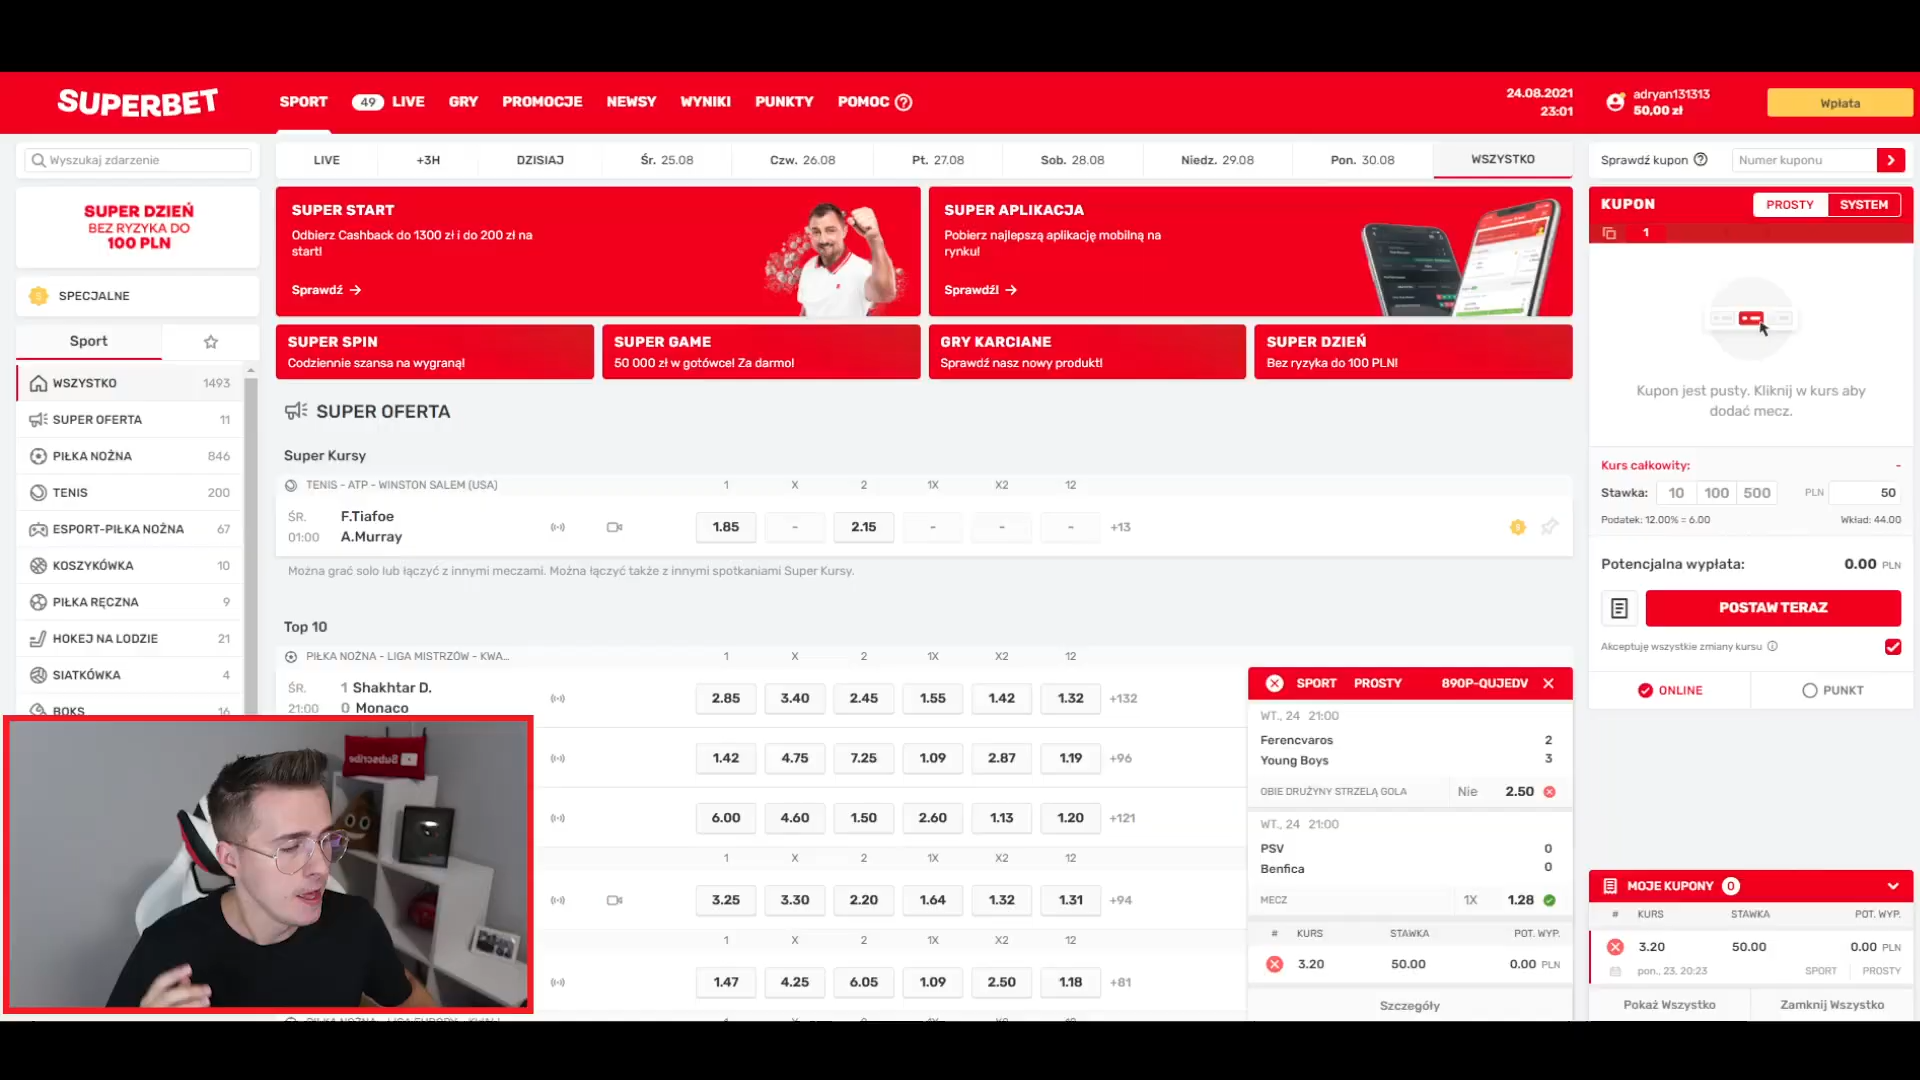 SUPERBET
SPORT
49 LIVE
GRY
PROMOCJE
NEWSY
WYNIKI
PUNKTY
POMOC ?
24.08.2021
23:01
adryan131313
50,00 zł
Wpłata
Wyszukaj zdarzenie
LIVE
+3H
DZISIAJ
Śr. 25.08
Czw. 26.08
Pt. 27.08
Sob. 28.08
Niedz. 29.08
Pon. 30.08
WSZYSTKO
Sprawdź kupon ?
Numer kuponu
SUPER DZIEŃ
BEZ RYZYKA DO
100 PLN
S SPECJALNE
Sport
WSZYSTKO 1493
SUPER OFERTA 11
PIŁKA NOŻNA 846
TENIS 200
ESPORT-PIŁKA NOŻNA 67
KOSZYKÓWKA 10
PIŁKA RĘCZNA 9
HOKEJ NA LODZIE 21
SIATKÓWKA 4
BOKS 16
SUPER START
Odbierz Cashback do 1300 zł i do 200 zł na
start!
Sprawdź →
SUPER APLIKACJA
Pobierz najlepszą aplikację mobilną na
rynku!
Sprawdź! →
SUPER SPIN
Codziennie szansa na wygraną!
SUPER GAME
50 000 zł w gotówce! Za darmo!
GRY KARCIANE
Sprawdź nasz nowy produkt!
SUPER DZIEŃ
Bez ryzyka do 100 PLN!
SUPER OFERTA
Super Kursy
TENIS - ATP - WINSTON SALEM (USA) 1 X 2 1X X2 12
ŚR. F.Tiafoe
01:00 A.Murray
1.85 - 2.15 - - - +13
Można grać solo lub łączyć z innymi meczami. Można łączyć także z innymi spotkaniami Super Kursy.
Top 10
PIŁKA NOŻNA - LIGA MISTRZÓW - KWA... 1 X 2 1X X2 12
ŚR. 1 Shakhtar D.
21:00 0 Monaco
2.85 3.40 2.45 1.55 1.42 1.32 +132
1.42 4.75 7.25 1.09 2.87 1.19 +96
6.00 4.60 1.50 2.60 1.13 1.20 +121
1 X 2 1X X2 12
3.25 3.30 2.20 1.64 1.32 1.31 +94
1 X 2 1X X2 12
1.47 4.25 6.05 1.09 2.50 1.18 +81
Subscribe
SPORT PROSTY 890P-QUJEDV
WT., 24 21:00
Ferencvaros 2
Young Boys 3
OBIE DRUŻYNY STRZELĄ GOLA Nie 2.50
WT., 24 21:00
PSV 0
Benfica 0
MECZ 1X 1.28
# KURS STAWKA POT. WYP.
3.20 50.00 0.00 PLN
Szczegóły
KUPON PROSTY SYSTEM
1
Kupon jest pusty. Kliknij w kurs aby
dodać mecz.
Kurs całkowity: -
Stawka: 10 100 500 PLN 50
Podatek: 12.00% = 6.00 Wkład: 44.00
Potencjalna wypłata: 0.00 PLN
POSTAW TERAZ
Akceptuję wszystkie zmiany kursu
ONLINE PUNKT
MOJE KUPONY 0
# KURS STAWKA POT. WYP.
3.20 50.00 0.00 PLN
pon., 23. 20:23 SPORT PROSTY
Pokaż Wszystko Zamknij Wszystko